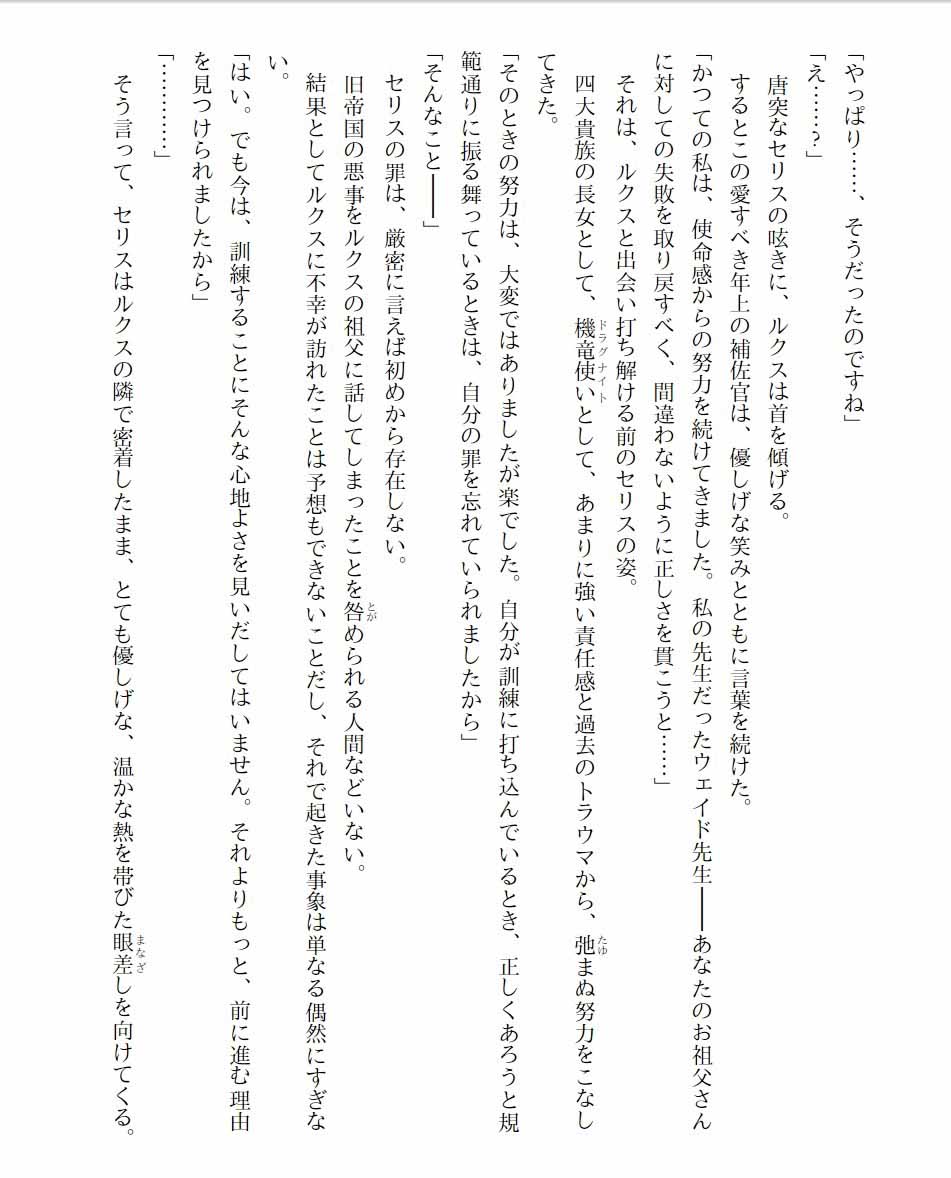 「やっぱり……、そうだったのですね」
「え……？」
　唐突なセリスの呟きに、ルクスは首を傾げる。
　するとこの愛すべき年上の補佐官は、優しげな笑みとともに言葉を続けた。
「かつての私は、使命感からの努力を続けてきました。私の先生だったウェイド先生――あなたのお祖父さん
に対しての失敗を取り戻すべく、間違わないように正しさを貫こうと……」
　それは、ルクスと出会い打ち解ける前のセリスの姿。
　四大貴族の長女として、機竜使いドラグナイトとして、あまりに強い責任感と過去のトラウマから、弛たゆまぬ努力をこなし
てきた。
「そのときの努力は、大変ではありましたが楽でした。自分が訓練に打ち込んでいるとき、正しくあろうと規
範通りに振る舞っているときは、自分の罪を忘れていられましたから」
「そんなこと――」
　セリスの罪は、厳密に言えば初めから存在しない。
　旧帝国の悪事をルクスの祖父に話してしまったことを咎とがめられる人間などいない。
　結果としてルクスに不幸が訪れたことは予想もできないことだし、それで起きた事象は単なる偶然にすぎな
い。
「はい。でも今は、訓練することにそんな心地よさを見いだしてはいません。それよりもっと、前に進む理由
を見つけられましたから」
「…………」
　そう言って、セリスはルクスの隣で密着したまま、とても優しげな、温かな熱を帯びた眼差まなざしを向けてくる。